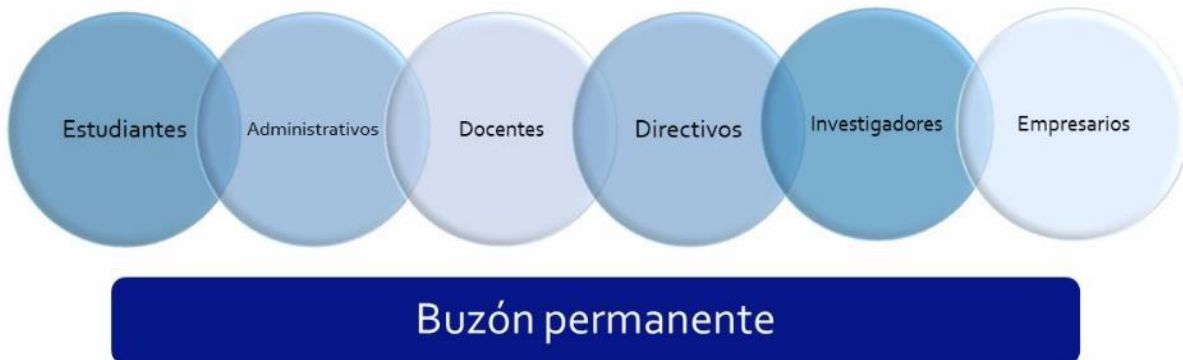 Estudiantes
Administrativos
Docentes
Directivos
Investigadores
Empresarios
Buzón permanente